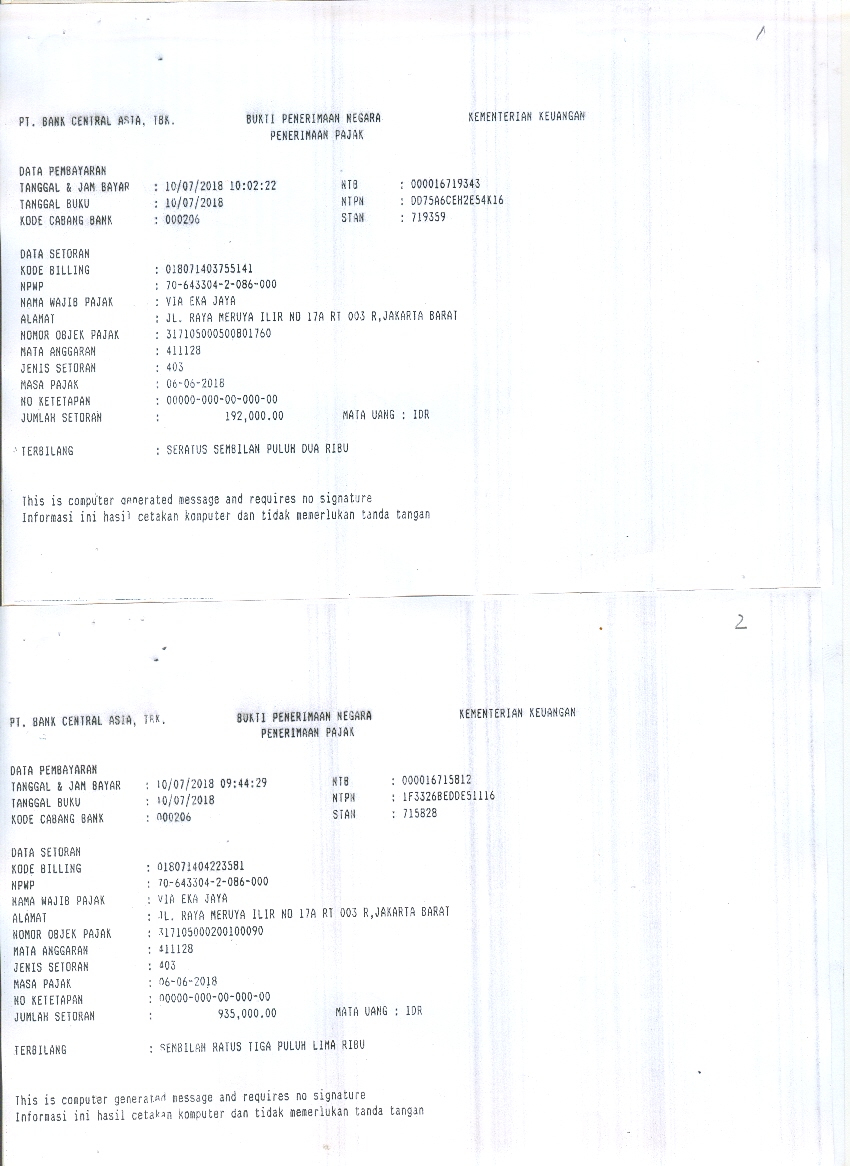 1
PT. BANK CENTRAL ASIA, TBK. BUKTI PENERIMAAN NEGARA KEMENTERIAN KEUANGAN
PENERIMAAN PAJAK
DATA PEMBAYARAN
TANGGAL & JAM BAYAR : 10/07/2018 10:02:22 NTB : 000016719343
TANGGAL BUKU : 10/07/2018 NTPN : DD75A6CEH2E54K16
KODE CABANG BANK : 000206 STAN : 719359
DATA SETORAN
KODE BILLING : 018071403755141
NPWP : 70-643304-2-086-000
NAMA WAJIB PAJAK : VIA EKA JAYA
ALAMAT : JL. RAYA MERUYA ILIR NO 17A RT 003 R,JAKARTA BARAT
NOMOR OBJEK PAJAK : 317105000500801760
MATA ANGGARAN : 411128
JENIS SETORAN : 403
MASA PAJAK : 06-06-2018
NO KETETAPAN : 00000-000-00-000-00
JUMLAH SETORAN : 192,000.00 MATA UANG : IDR
TERBILANG : SERATUS SEMBILAN PULUH DUA RIBU
This is computer generated message and requires no signature
Informasi ini hasil cetakan komputer dan tidak memerlukan tanda tangan
2
PT. BANK CENTRAL ASIA, TBK. BUKTI PENERIMAAN NEGARA KEMENTERIAN KEUANGAN
PENERIMAAN PAJAK
DATA PEMBAYARAN
TANGGAL & JAM BAYAR : 10/07/2018 09:44:29 NTB : 000016715812
TANGGAL BUKU : 10/07/2018 NTPN : 1F3326BEDDE51116
KODE CABANG BANK : 000206 STAN : 715828
DATA SETORAN
KODE BILLING : 018071404223581
NPWP : 70-643304-2-086-000
NAMA WAJIB PAJAK : VIA EKA JAYA
ALAMAT : JL. RAYA MERUYA ILIR NO 17A RT 003 R,JAKARTA BARAT
NOMOR OBJEK PAJAK : 317105000200100090
MATA ANGGARAN : 411128
JENIS SETORAN : 403
MASA PAJAK : 06-06-2018
NO KETETAPAN : 00000-000-00-000-00
JUMLAH SETORAN : 935,000.00 MATA UANG : IDR
TERBILANG : SEMBILAN RATUS TIGA PULUH LIMA RIBU
This is computer generated message and requires no signature
Informasi ini hasil cetakan komputer dan tidak memerlukan tanda tangan